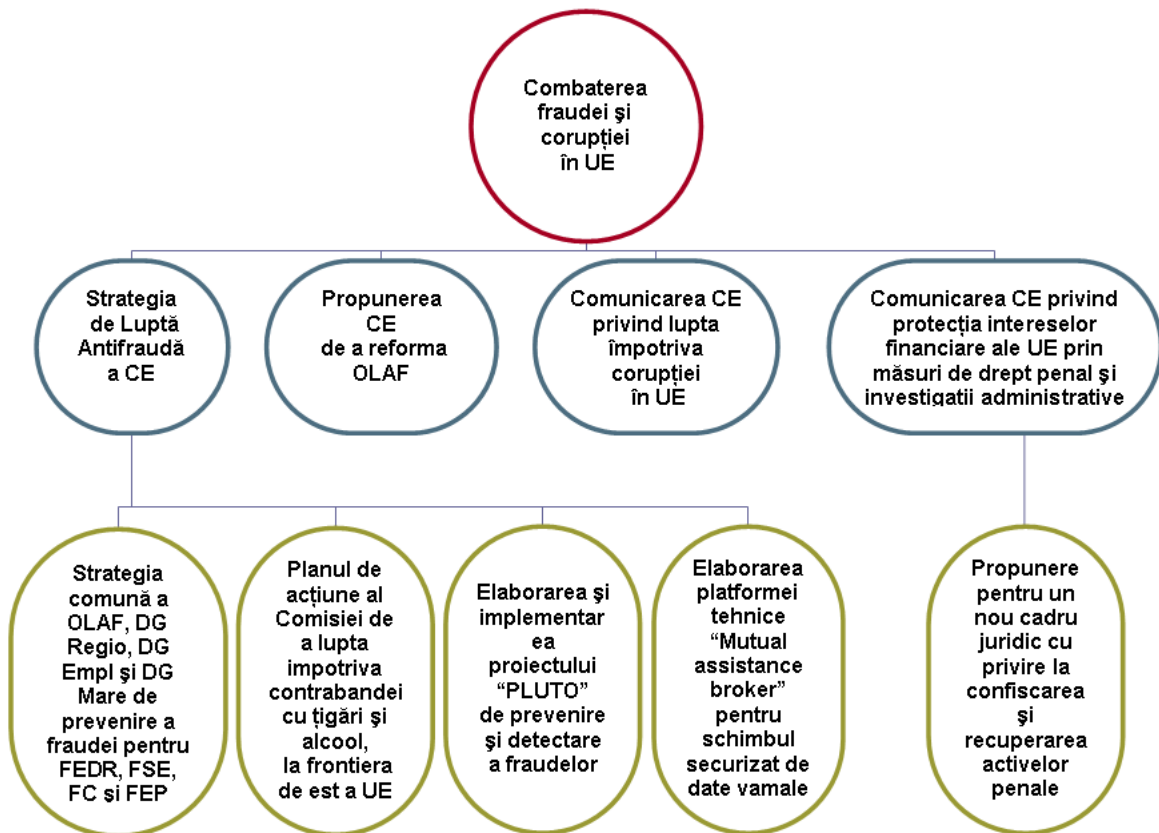 Combaterea
fraudei şi
corupției
în UE
Strategia
de Luptă
Antifraudă
a CE
Propunerea
CE
de a reforma
OLAF
Comunicarea CE
privind lupta
împotriva
corupției
în UE
Comunicarea CE privind
protecția intereselor
financiare ale UE prin
măsuri de drept penal şi
investigatii administrative
Strategia
comună a
OLAF, DG
Regio, DG
Empl şi DG
Mare de
prevenire a
fraudei pentru
FEDR, FSE,
FC şi FEP
Planul de
acțiune al
Comisiei de
a lupta
impotriva
contrabandei
cu țigări şi
alcool,
la frontiera
de est a UE
Elaborarea şi
implementar
ea
proiectului
“PLUTO”
de prevenire
şi detectare
a fraudelor
Elaborarea
platformei
tehnice
“Mutual
assistance
broker”
pentru
schimbul
securizat de
date vamale
Propunere
pentru un
nou cadru
juridic cu
privire la
confiscarea
şi
recuperarea
activelor
penale